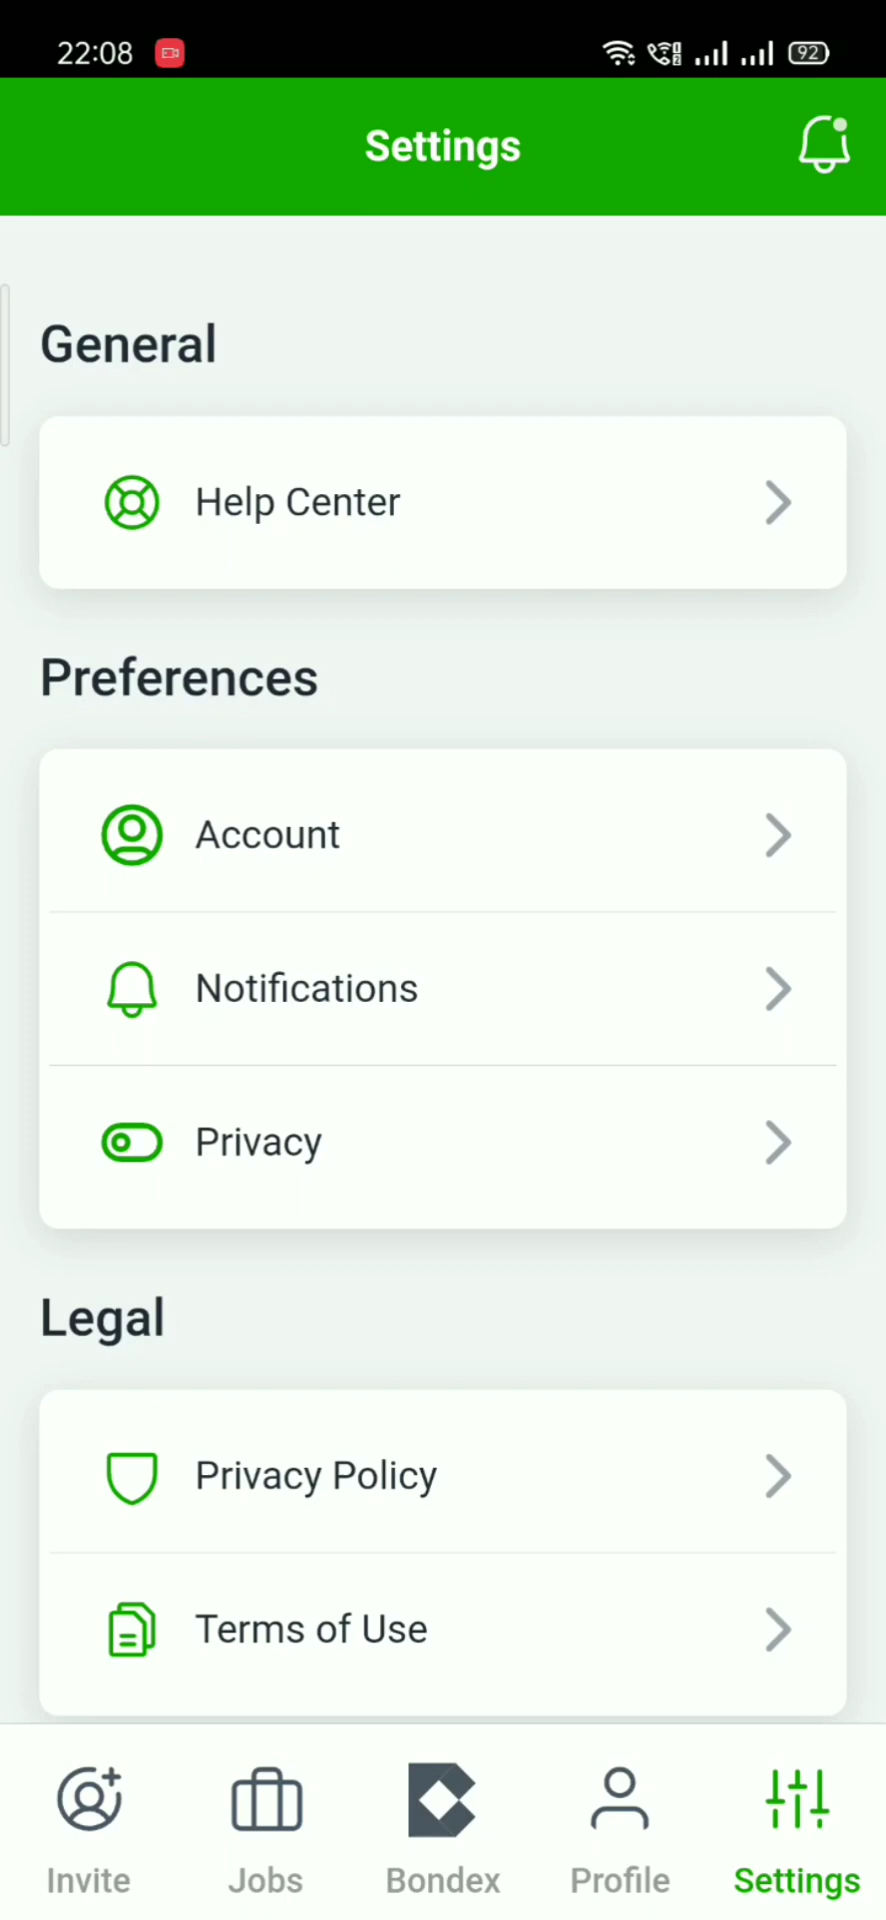 22:08
92
Settings
General
Help Center
Preferences
Account
Notifications
Privacy
Legal
Privacy Policy
Terms of Use
Invite
Jobs
Bondex
Profile
Settings